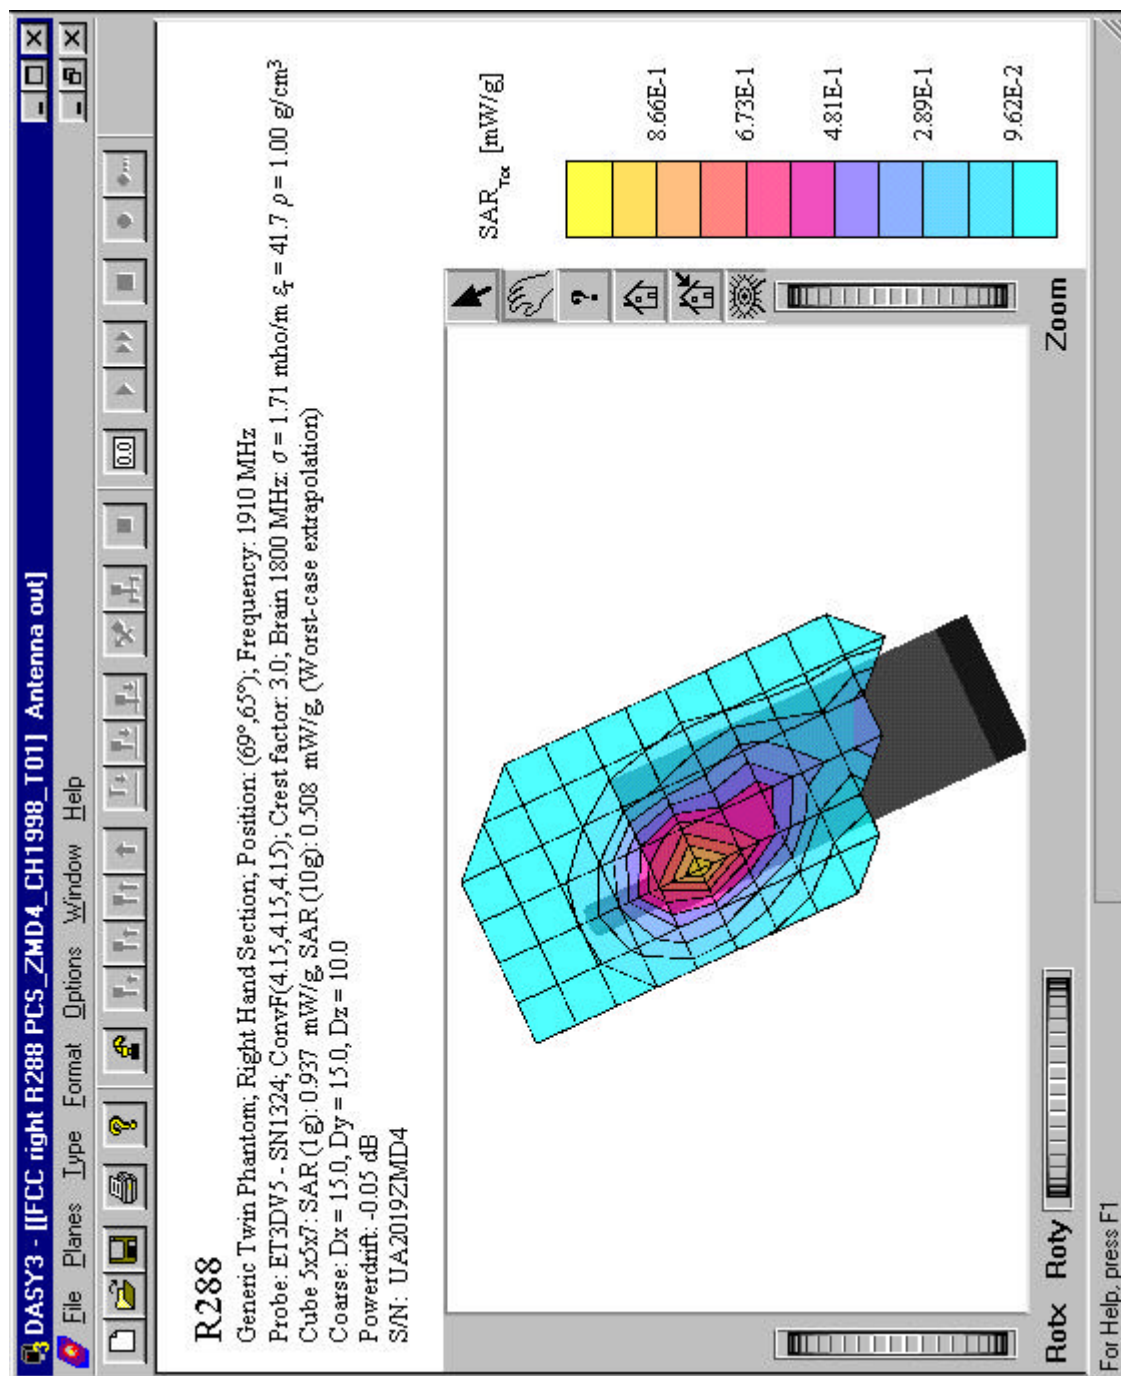 DASY3 - [[FCC right R288 PCS_ZMD4_CH1998_T01] Antenna out]
File Planes Type Format Options Window Help
0.0
R288
Generic Twin Phantom; Right Hand Section; Position: (69°,65°); Frequency: 1910 MHz
Probe: ET3DV5 - SN1324; ConvF(4.15,4.15,4.15); Crest factor: 3.0; Brain 1800 MHz: σ = 1.71 mho/m εr = 41.7 ρ = 1.00 g/cm³
Cube 5x5x7: SAR (1g): 0.937 mW/g, SAR (10g): 0.508 mW/g, (Worst-case extrapolation)
Coarse: Dx = 15.0, Dy = 15.0, Dz = 10.0
Powerdrift: -0.05 dB
S/N: UA2019ZMD4
SAR_Tot [mW/g]
8.66E-1
6.73E-1
4.81E-1
2.89E-1
9.62E-2
Rotx Roty Zoom
For Help, press F1